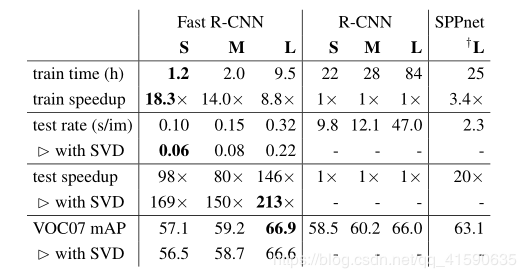 Fast R-CNN R-CNN SPPnet
S M L S M L †L
train time (h) 1.2 2.0 9.5 22 28 84 25
train speedup 18.3× 14.0× 8.8× 1× 1× 1× 3.4×
test rate (s/im) 0.10 0.15 0.32 9.8 12.1 47.0 2.3
▷ with SVD 0.06 0.08 0.22 - - - -
test speedup 98× 80× 146× 1× 1× 1× 20×
▷ with SVD 169× 150× 213× - - - -
VOC07 mAP 57.1 59.2 66.9 58.5 60.2 66.0 63.1
▷ with SVD 56.5 58.7 66.6 - - - -
https://blog.csdn.net/qq_41590635